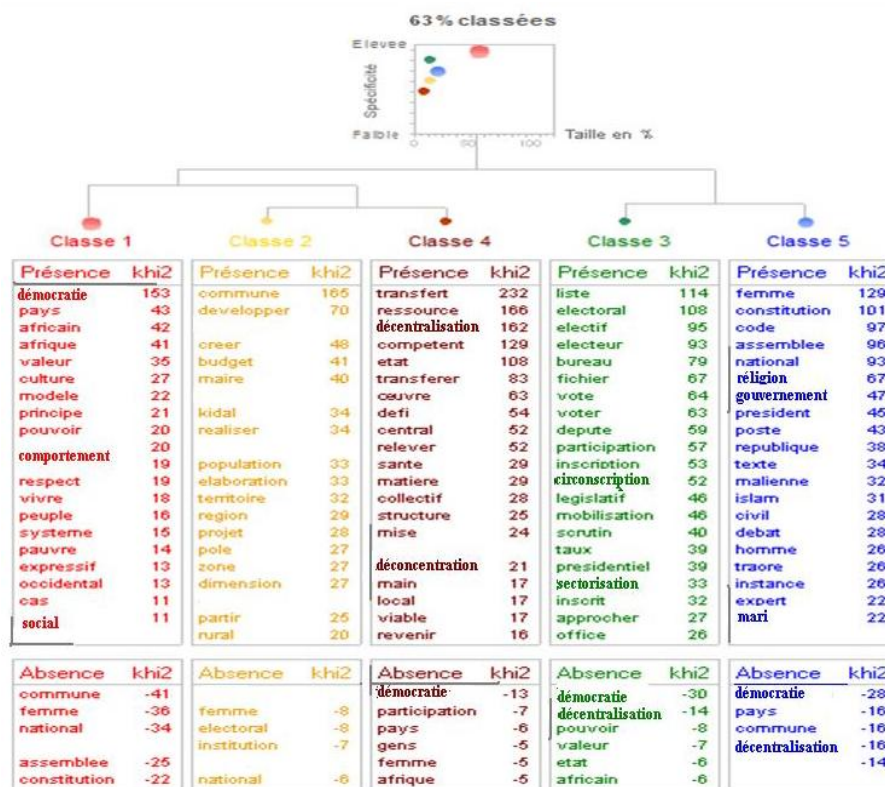 63% classées
Elevee
Spécificité
Faible
0 50 100
Taille en %
Classe 1
Présence khi2
démocratie 153
pays 43
africain 42
afrique 41
valeur 35
culture 27
modele 22
principe 21
pouvoir 20
20
comportement
19
respect 19
vivre 18
peuple 16
systeme 15
pauvre 14
expressif 13
occidental 13
cas 11
social 11
Absence khi2
commune -41
femme -36
national -34
assemblee -25
constitution -22
Classe 2
Présence khi2
commune 165
developper 70
creer 48
budget 41
maire 40
kidal 34
realiser 34
population 33
elaboration 33
territoire 32
region 29
projet 28
pole 27
zone 27
dimension 27
partir 25
rural 20
Absence khi2
femme -8
electoral -8
institution -7
national -6
Classe 4
Présence khi2
transfert 232
ressource 166
décentralisation 162
competent 129
etat 108
transferer 83
œuvre 63
defi 54
central 52
relever 52
sante 29
matiere 29
collectif 28
structure 25
mise 24
déconcentration 21
main 17
local 17
viable 17
revenir 16
Absence khi2
démocratie -13
participation -7
pays -6
gens -5
femme -5
afrique -5
Classe 3
Présence khi2
liste 114
electoral 108
electif 95
electeur 93
bureau 79
fichier 67
vote 64
voter 63
depute 59
participation 57
inscription 53
circonscription 52
legislatif 46
mobilisation 46
scrutin 40
taux 39
presidentiel 39
sectorisation 33
inscrit 32
approcher 27
office 26
Absence khi2
démocratie -30
décentralisation -14
pouvoir -8
valeur -7
etat -6
africain -6
Classe 5
Présence khi2
femme 129
constitution 101
code 97
assemblee 96
national 93
réligion 67
gouvernement 47
president 45
poste 43
republique 38
texte 34
malienne 32
islam 31
civil 28
debat 28
homme 26
traore 26
instance 26
expert 22
mari 22
Absence khi2
démocratie -28
pays -16
commune -16
décentralisation -16
-14